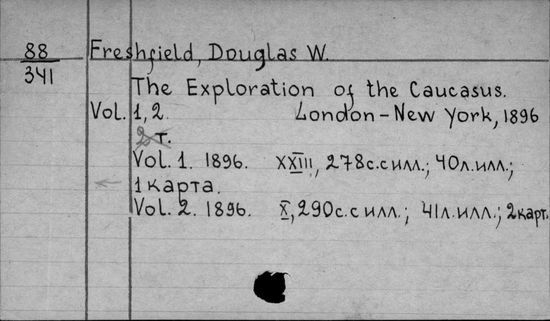 88 Freshfield, Douglas W.
341
The Exploration of the Caucasus.
Vol. 1, 2. London – New York, 1896
2 т.
Vol. 1. 1896. XXIII, 278 с. с илл.; 40 л. илл.;
1 карта.
Vol. 2. 1896. X, 290 с. с илл.; 41 л. илл.; 2 карт.